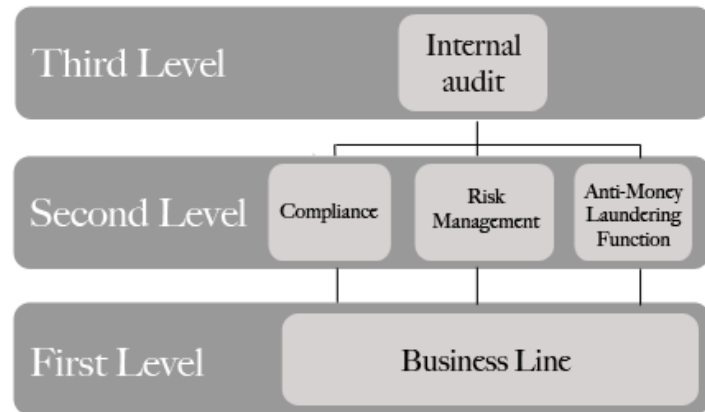 Third Level
Internal
audit
Second Level
Compliance
Risk
Management
Anti-Money
Laundering
Function
First Level
Business Line